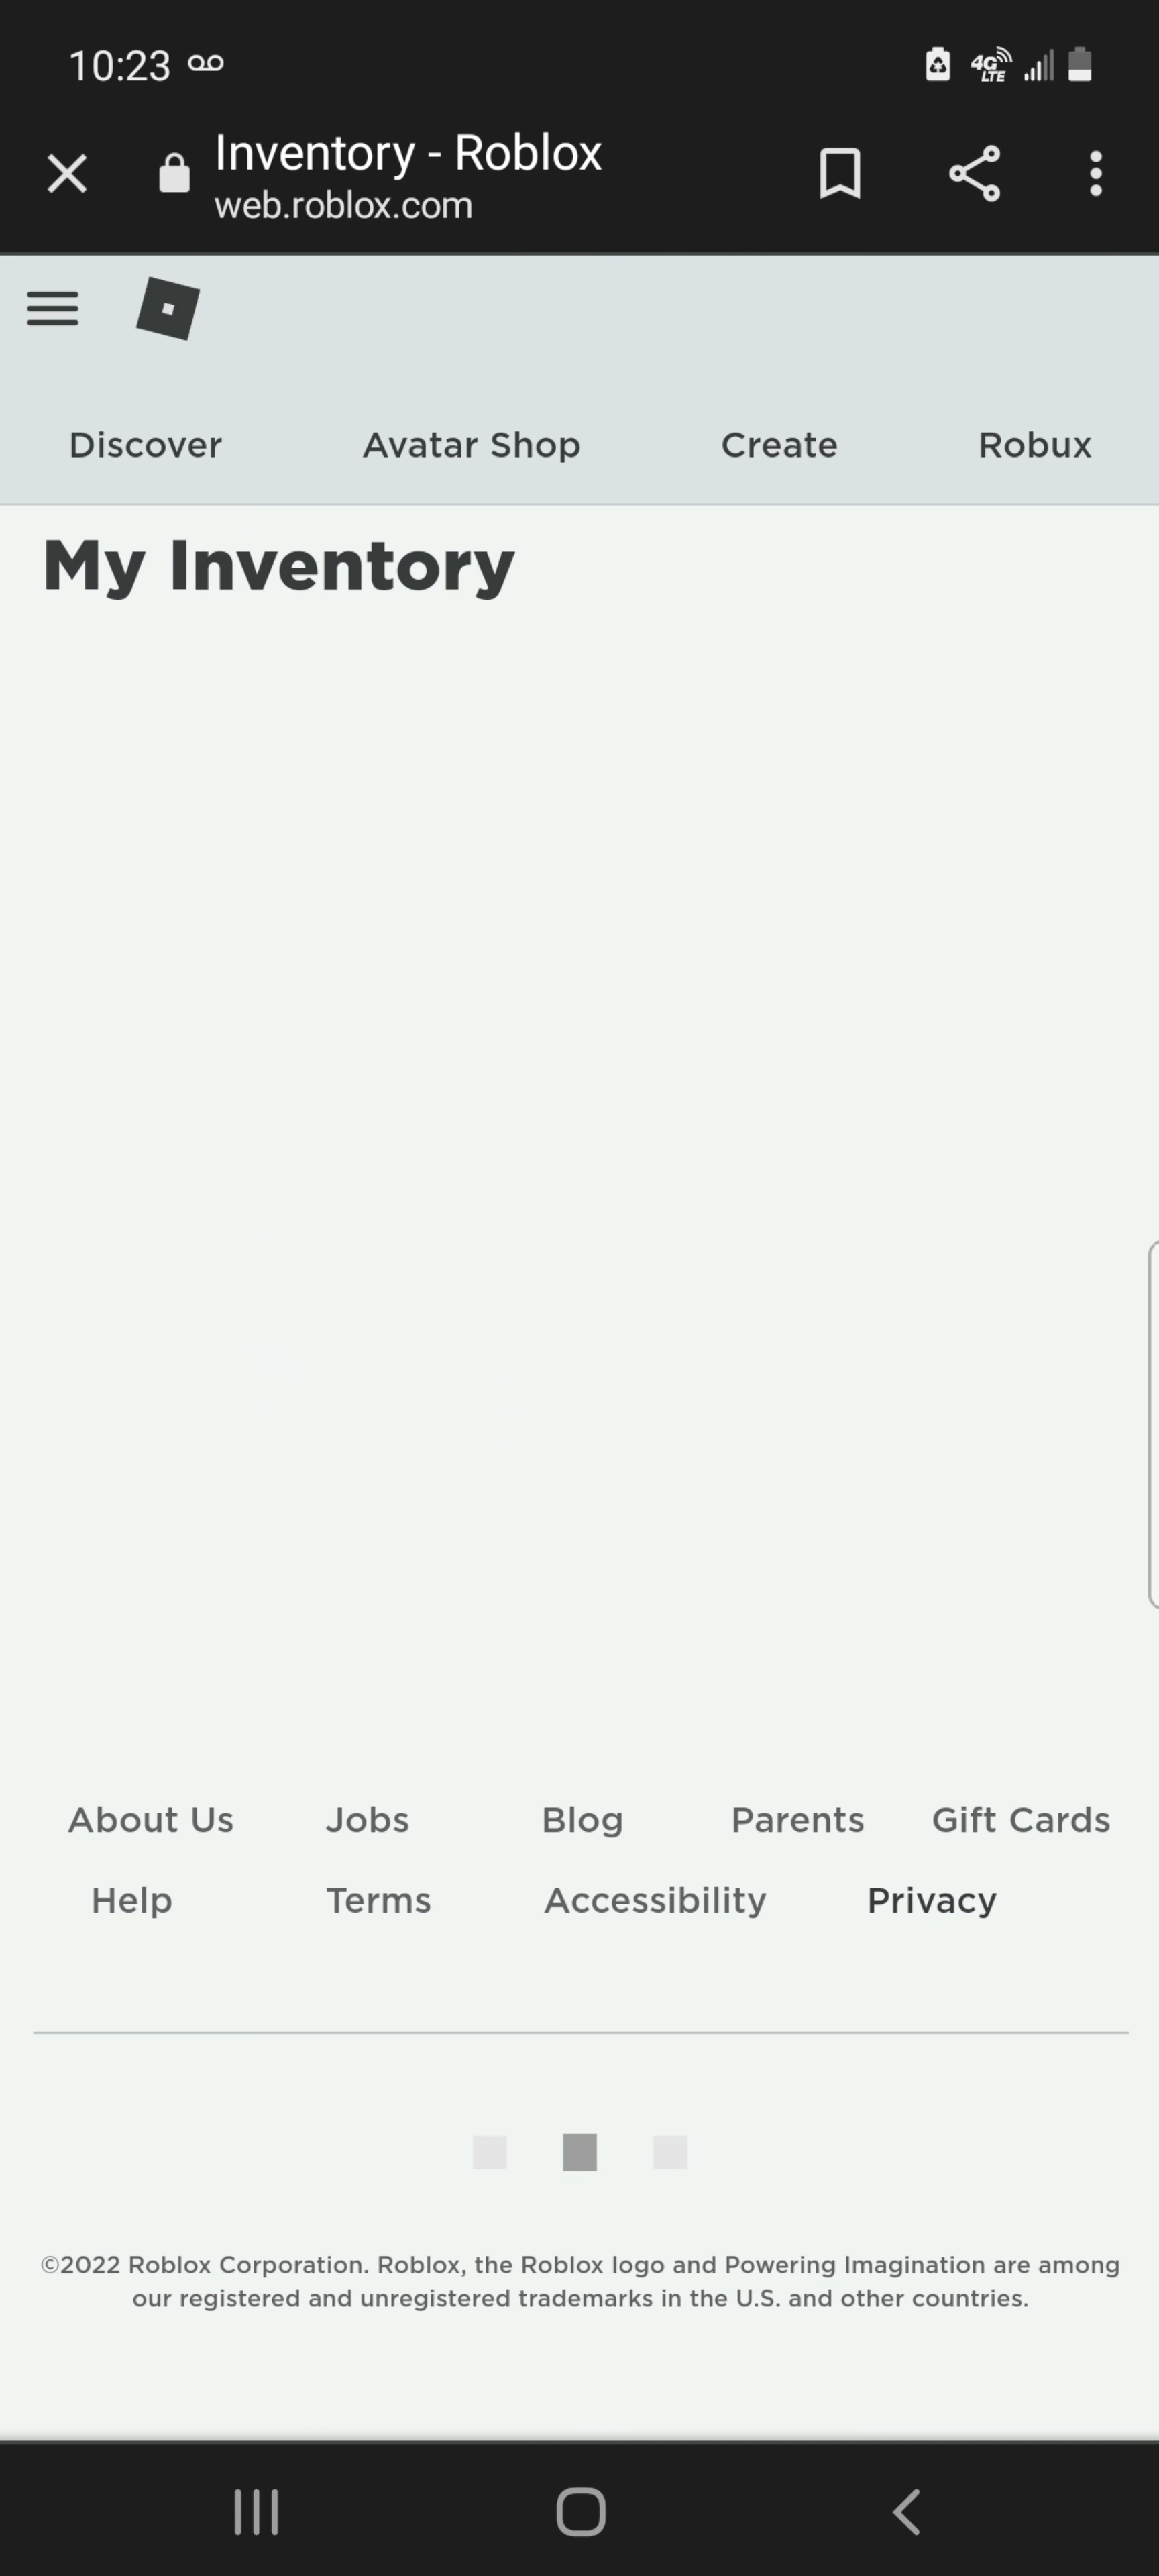 10:23
4G LTE
Inventory - Roblox
web.roblox.com
Discover Avatar Shop Create Robux
My Inventory
About Us Jobs Blog Parents Gift Cards
Help Terms Accessibility Privacy
©2022 Roblox Corporation. Roblox, the Roblox logo and Powering Imagination are among
our registered and unregistered trademarks in the U.S. and other countries.